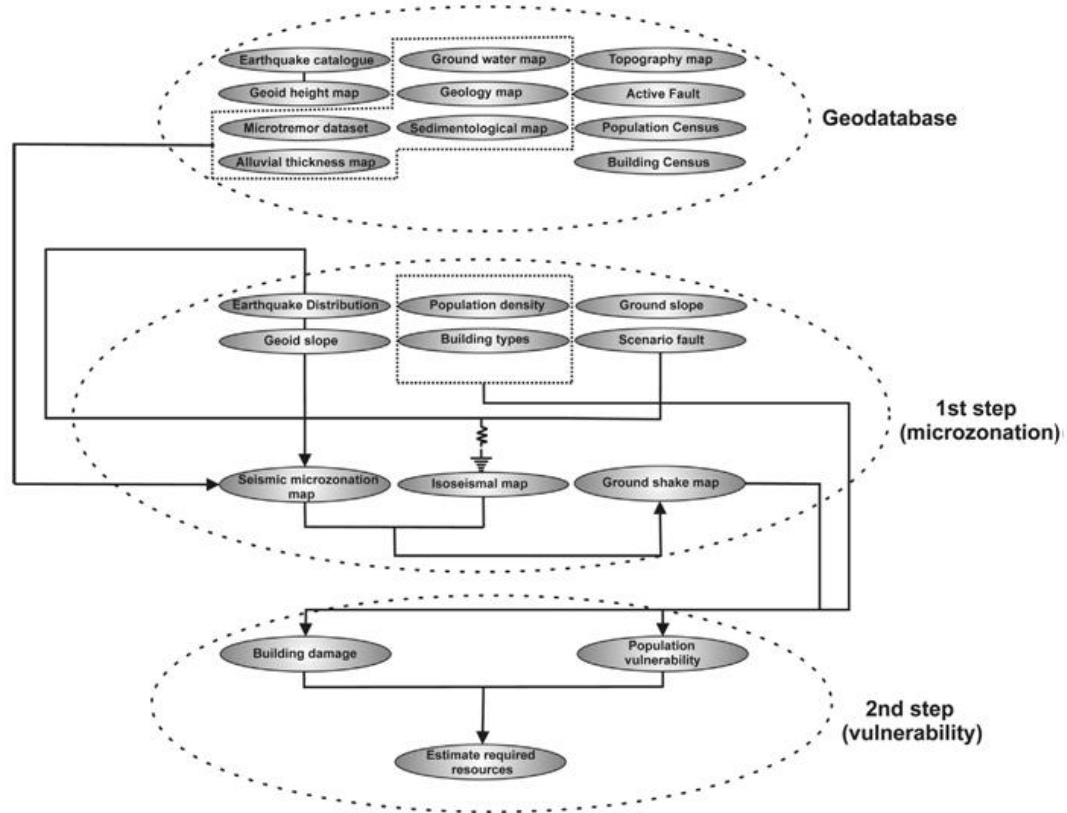 Earthquake catalogue
Ground water map
Topography map
Geoid height map
Geology map
Active Fault
Geodatabase
Microtremor dataset
Sedimentological map
Population Census
Alluvial thickness map
Building Census
Earthquake Distribution
Population density
Ground slope
Geoid slope
Building types
Scenario fault
1st step
(microzonation)
Seismic microzonation
map
Isoseismal map
Ground shake map
Building damage
Population
vulnerability
2nd step
(vulnerability)
Estimate required
resources